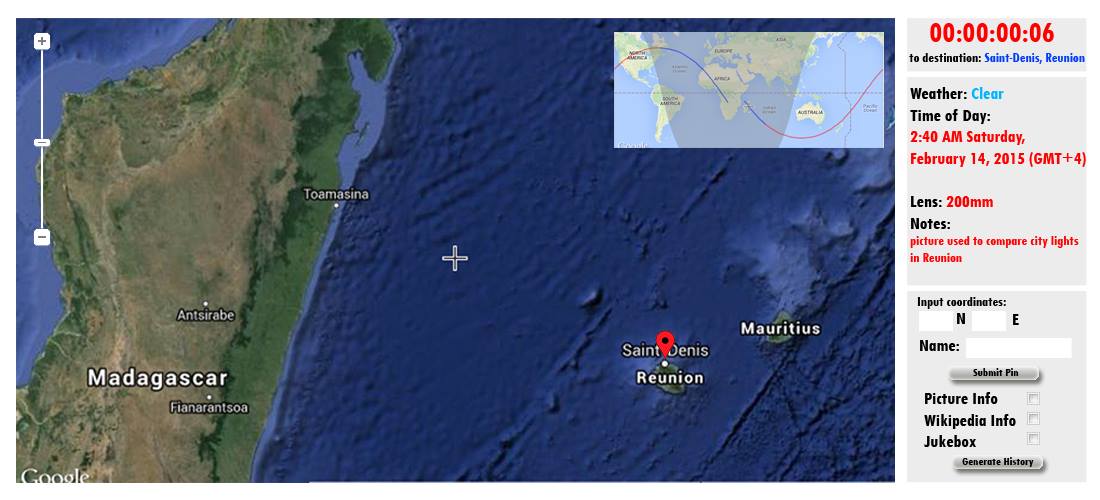 Toamasina
Antsirabe
Madagascar
Fianarantsoa
Saint-Denis
Reunion
Mauritius
Google
NORTH
AMERICA
EUROPE
ASIA
Atlantic
Ocean
AFRICA
SOUTH
AMERICA
Indian
Ocean
AUSTRALIA
Pacific
Ocean
Google
00:00:00:06
to destination: Saint-Denis, Reunion
Weather: Clear
Time of Day:
2:40 AM Saturday,
February 14, 2015 (GMT+4)
Lens: 200mm
Notes:
picture used to compare city lights
in Reunion
Input coordinates:
N E
Name:
Submit Pin
Picture Info
Wikipedia Info
Jukebox
Generate History